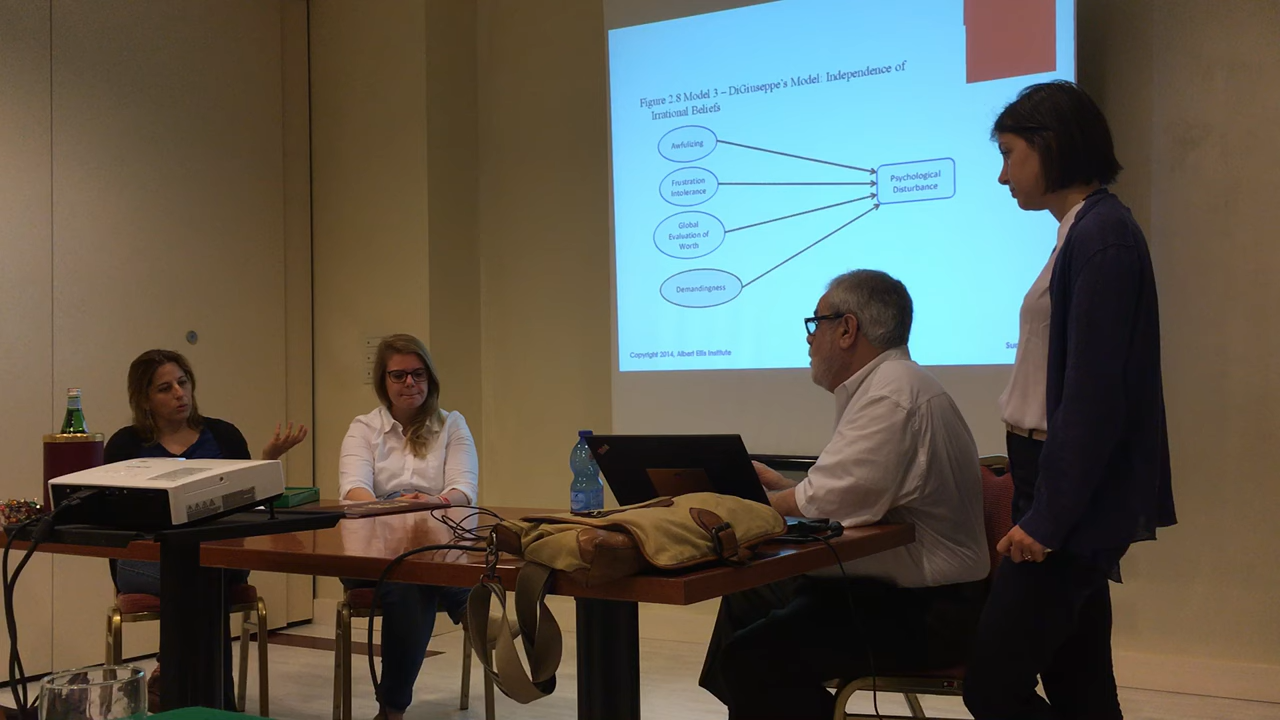 Figure 2.8 Model 3 – DiGiuseppe's Model: Independence of
Irrational Beliefs
Awfulizing
Frustration
Intolerance
Global
Evaluation of
Worth
Demandingness
Psychological
Disturbance
Copyright 2014, Albert Ellis Institute